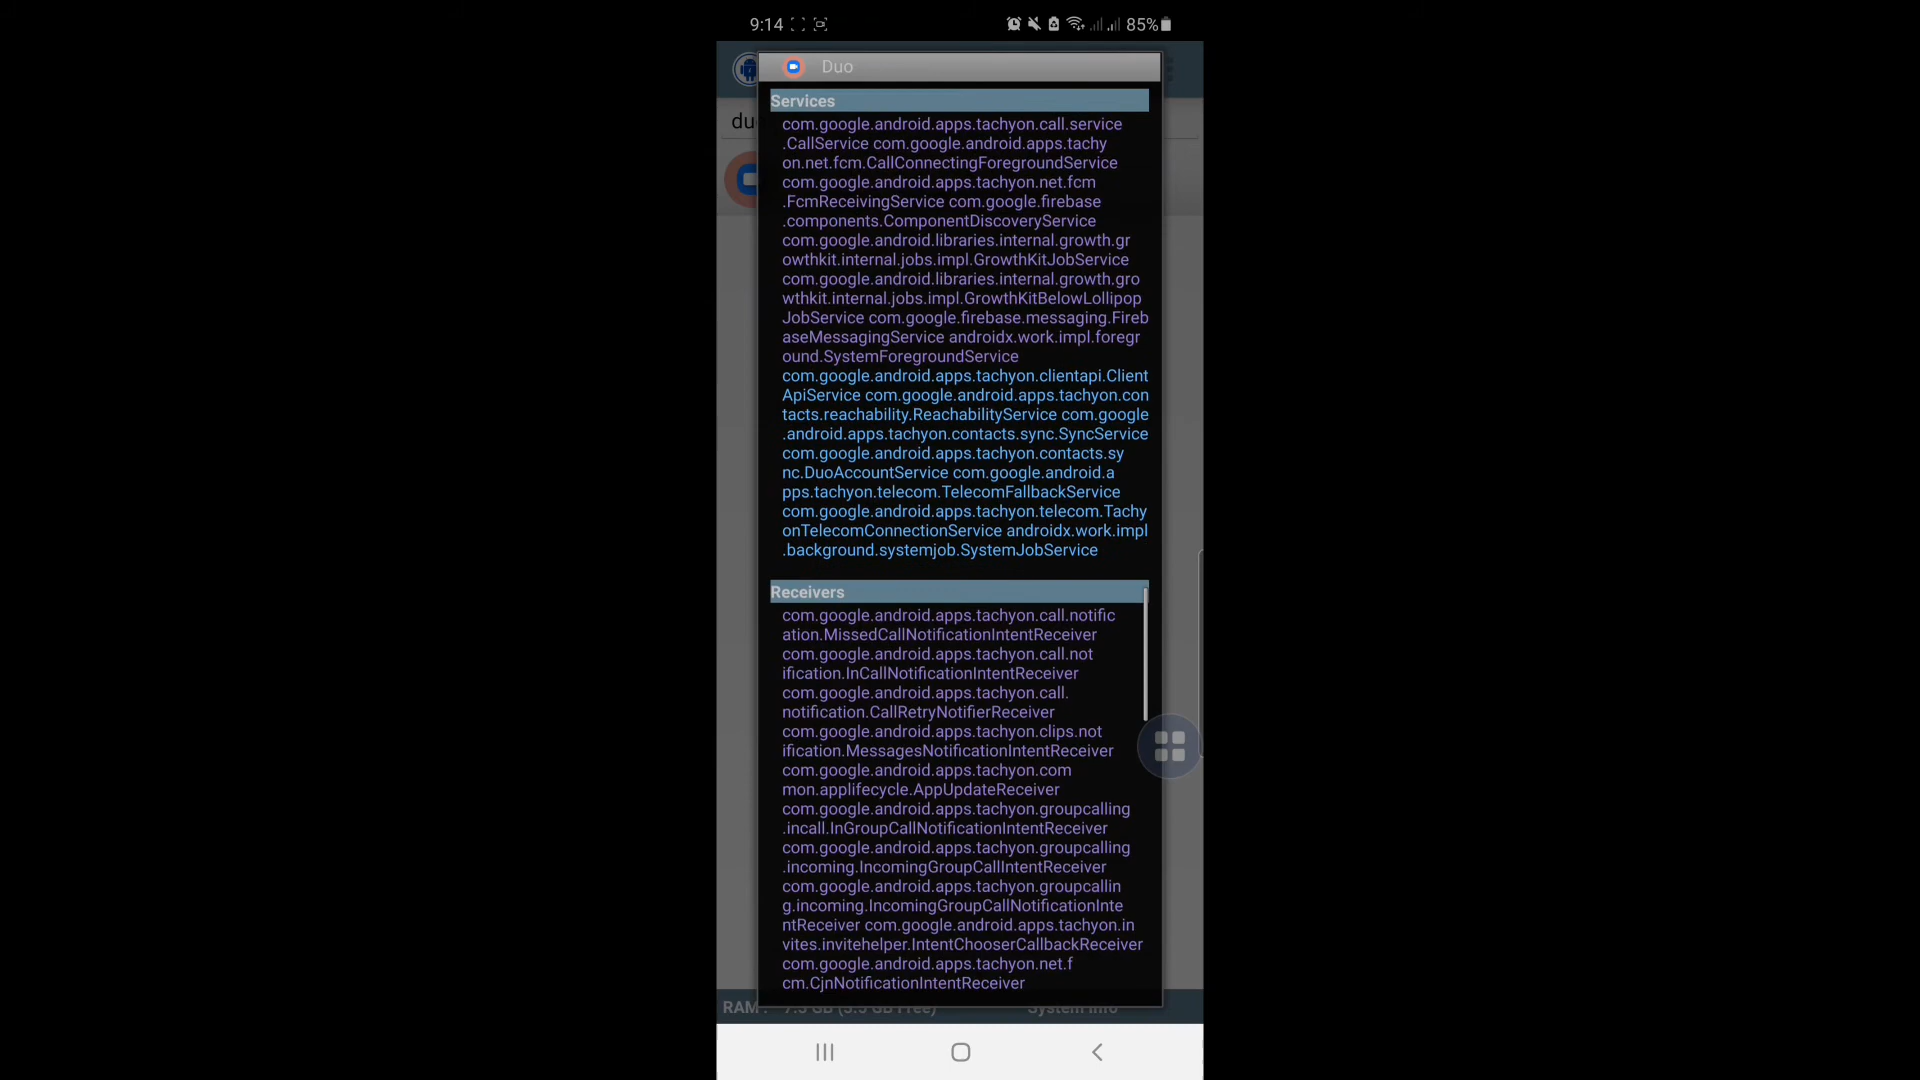 9:14
85%
Duo
du
Services
com.google.android.apps.tachyon.call.service
.CallService com.google.android.apps.tachy
on.net.fcm.CallConnectingForegroundService
com.google.android.apps.tachyon.net.fcm
.FcmReceivingService com.google.firebase
.components.ComponentDiscoveryService
com.google.android.libraries.internal.growth.gr
owthkit.internal.jobs.impl.GrowthKitJobService
com.google.android.libraries.internal.growth.gro
wthkit.internal.jobs.impl.GrowthKitBelowLollipop
JobService com.google.firebase.messaging.Fireb
aseMessagingService androidx.work.impl.foregr
ound.SystemForegroundService
com.google.android.apps.tachyon.clientapi.Client
ApiService com.google.android.apps.tachyon.con
tacts.reachability.ReachabilityService com.google
.android.apps.tachyon.contacts.sync.SyncService
com.google.android.apps.tachyon.contacts.sy
nc.DuoAccountService com.google.android.a
pps.tachyon.telecom.TelecomFallbackService
com.google.android.apps.tachyon.telecom.Tachy
onTelecomConnectionService androidx.work.impl
.background.systemjob.SystemJobService
Receivers
com.google.android.apps.tachyon.call.notific
ation.MissedCallNotificationIntentReceiver
com.google.android.apps.tachyon.call.not
ification.InCallNotificationIntentReceiver
com.google.android.apps.tachyon.call.
notification.CallRetryNotifierReceiver
com.google.android.apps.tachyon.clips.not
ification.MessagesNotificationIntentReceiver
com.google.android.apps.tachyon.com
mon.applifecycle.AppUpdateReceiver
com.google.android.apps.tachyon.groupcalling
.incall.InGroupCallNotificationIntentReceiver
com.google.android.apps.tachyon.groupcalling
.incoming.IncomingGroupCallIntentReceiver
com.google.android.apps.tachyon.groupcallin
g.incoming.IncomingGroupCallNotificationInte
ntReceiver com.google.android.apps.tachyon.in
vites.invitehelper.IntentChooserCallbackReceiver
com.google.android.apps.tachyon.net.f
cm.CjnNotificationIntentReceiver
RAM : GB Free) System Info